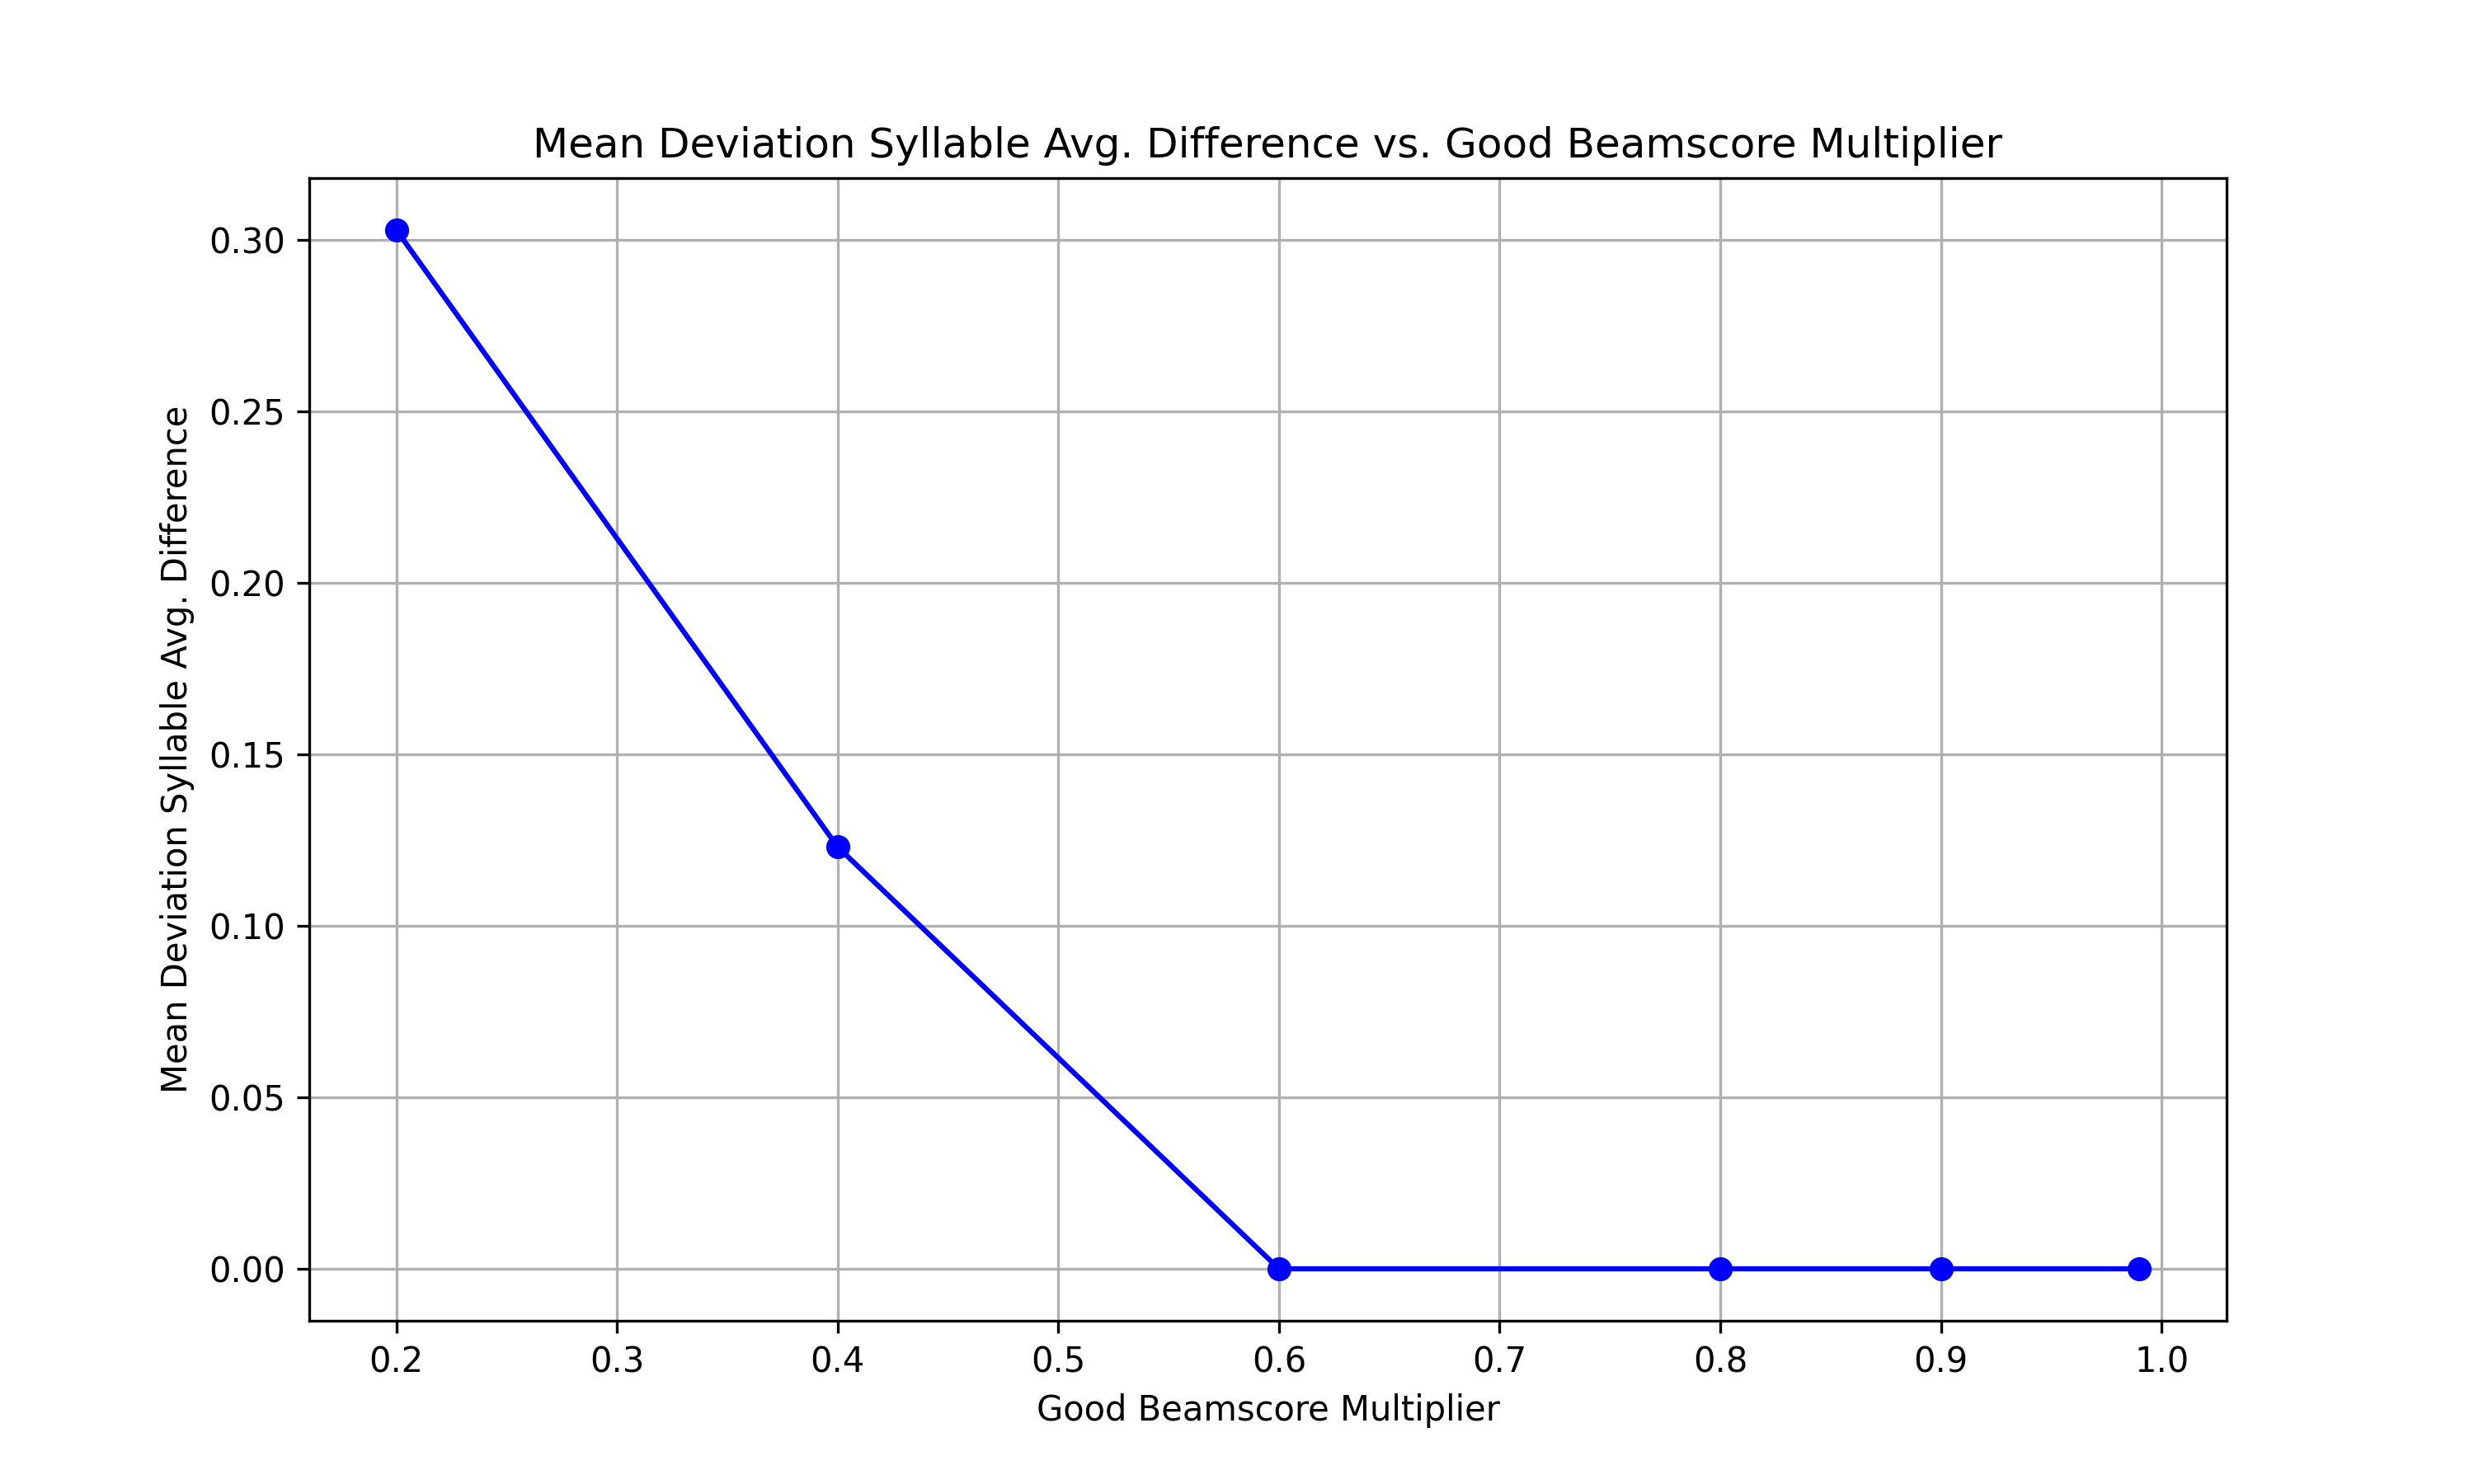 Mean Deviation Syllable Avg. Difference vs. Good Beamscore Multiplier
Mean Deviation Syllable Avg. Difference
0.30
0.25
0.20
0.15
0.10
0.05
0.00
0.2 0.3 0.4 0.5 0.6 0.7 0.8 0.9 1.0
Good Beamscore Multiplier